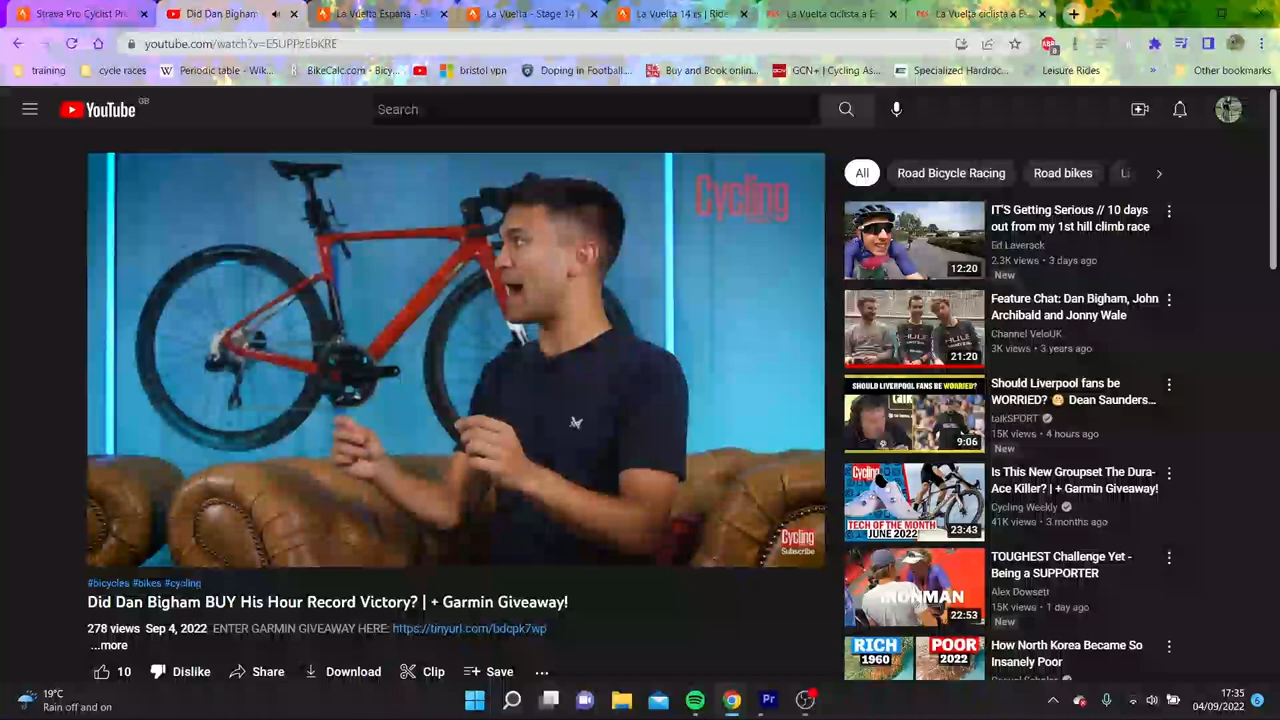 Strava Pro Cyclist Pr
Did Dan Bigham
La Vuelta España - S
La Vuelta - Stage 14 |
La Vuelta 14.es | Ride
La Vuelta ciclista a E
La Vuelta ciclista a E
youtube.com/watch?v=E5UPPzEbKRE
training
cycle races
Periodic table - Wik...
BikeCalc.com - Bicy...
bristol vpn
Doping in Football...
Buy and Book onlin...
GCN+ | Cycling As...
Specialized Hardroc...
Leisure Rides
Other bookmarks
YouTube GB
Search
Cycling
Cycling
Subscribe
#bicycles #bikes #cycling
Did Dan Bigham BUY His Hour Record Victory? | + Garmin Giveaway!
278 views Sep 4, 2022 ENTER GARMIN GIVEAWAY HERE: https://tinyurl.com/bdcpk7wp
...more
10 Dislike Share Download Clip Save ...
All Road Bicycle Racing Road bikes Li
IT'S Getting Serious // 10 days
out from my 1st hill climb race
Ed Laverack
2.3K views • 3 days ago
New
12:20
Feature Chat: Dan Bigham, John
Archibald and Jonny Wale
Channel VeloUK
3K views • 3 years ago
21:20
SHOULD LIVERPOOL FANS BE WORRIED?
Should Liverpool fans be
WORRIED? 😳 Dean Saunders...
talkSPORT
15K views • 4 hours ago
New
9:06
Is This New Groupset The Dura-
Ace Killer? | + Garmin Giveaway!
Cycling Weekly
41K views • 3 months ago
Cycling
TECH OF THE MONTH
JUNE 2022
23:43
TOUGHEST Challenge Yet -
Being a SUPPORTER
Alex Dowsett
15K views • 1 day ago
New
IRONMAN
22:53
How North Korea Became So
Insanely Poor
RICH
1960
POOR
2022
19°C
Rain off and on
Pr
17:35
04/09/2022
6